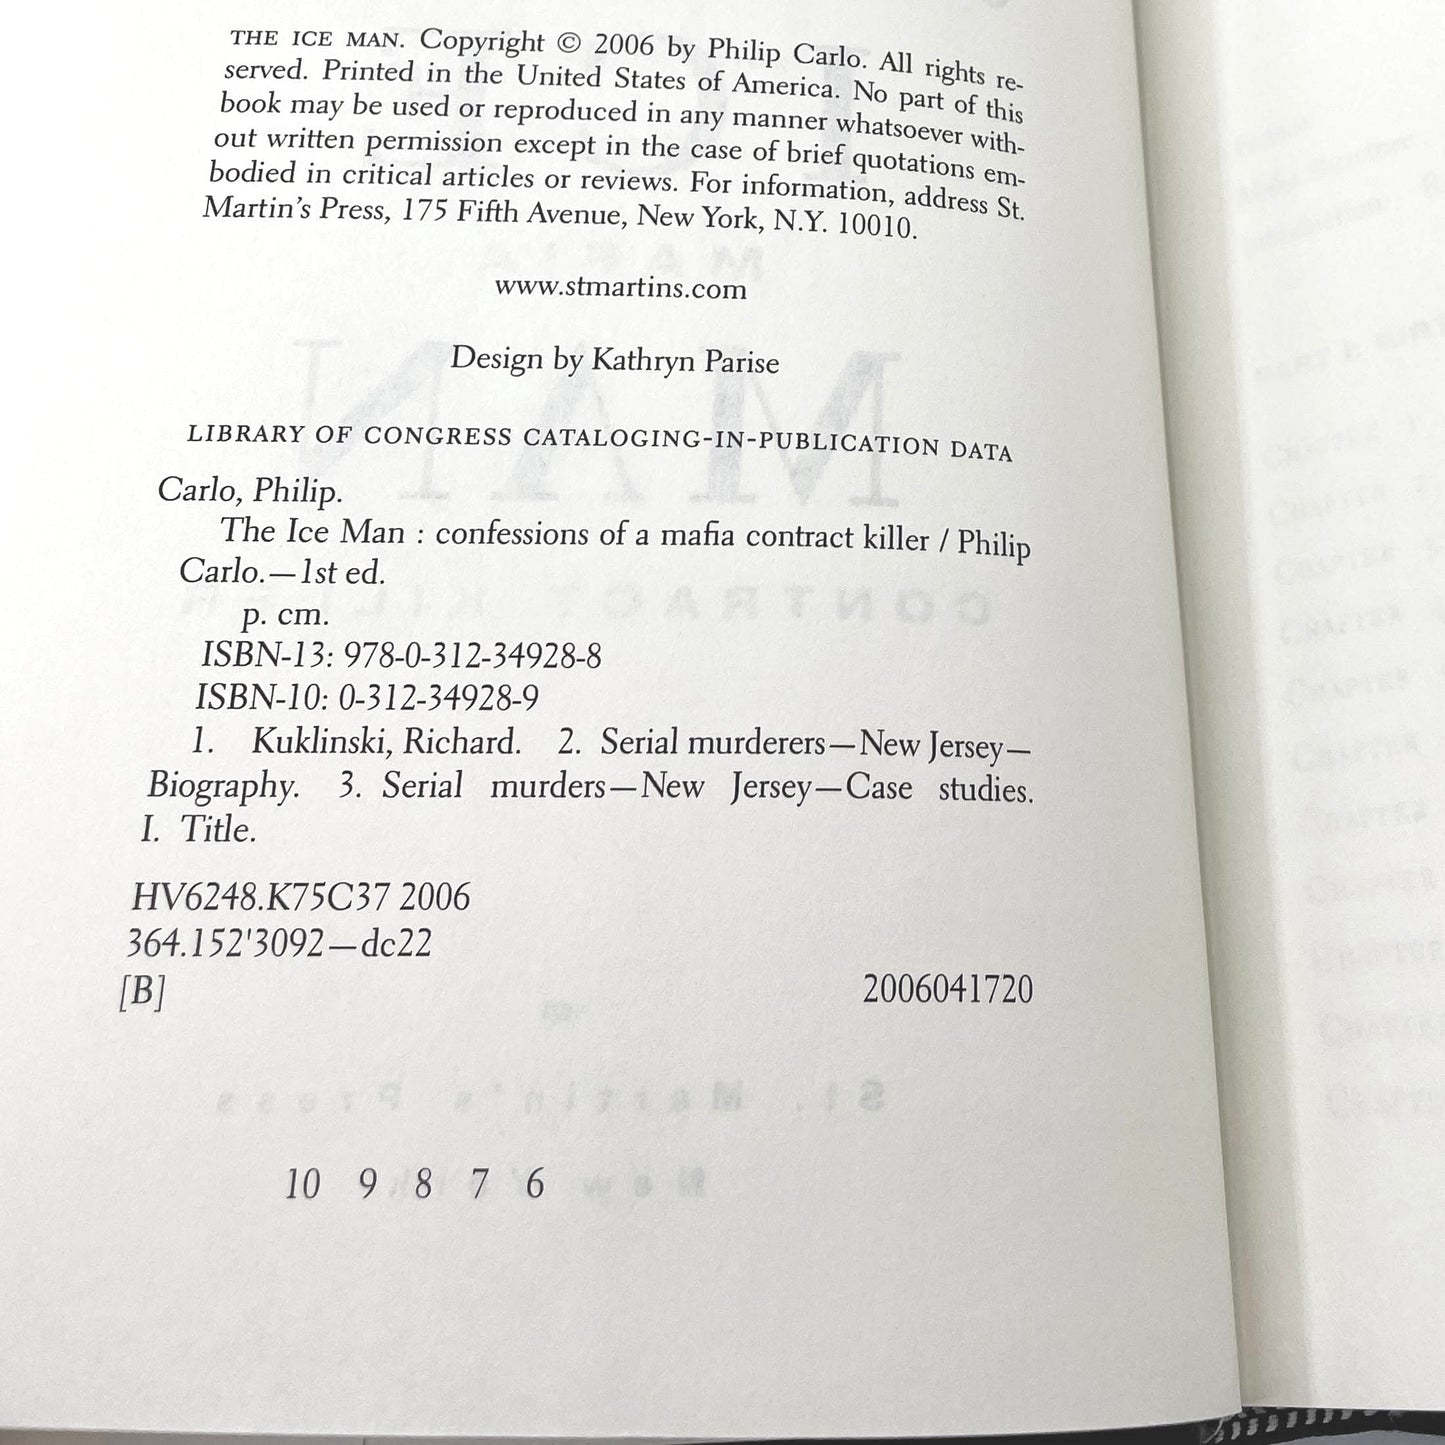 THE ICE MAN. Copyright © 2006 by Philip Carlo. All rights re-
served. Printed in the United States of America. No part of this
book may be used or reproduced in any manner whatsoever with-
out written permission except in the case of brief quotations em-
bodied in critical articles or reviews. For information, address St.
Martin's Press, 175 Fifth Avenue, New York, N.Y. 10010.
www.stmartins.com
Design by Kathryn Parise
LIBRARY OF CONGRESS CATALOGING-IN-PUBLICATION DATA
Carlo, Philip.
The Ice Man : confessions of a mafia contract killer / Philip
Carlo.—1st ed.
p. cm.
ISBN-13: 978-0-312-34928-8
ISBN-10: 0-312-34928-9
1. Kuklinski, Richard. 2. Serial murderers—New Jersey—
Biography. 3. Serial murders—New Jersey—Case studies.
I. Title.
HV6248.K75C37 2006
364.152'3092—dc22
[B] 2006041720
10 9 8 7 6